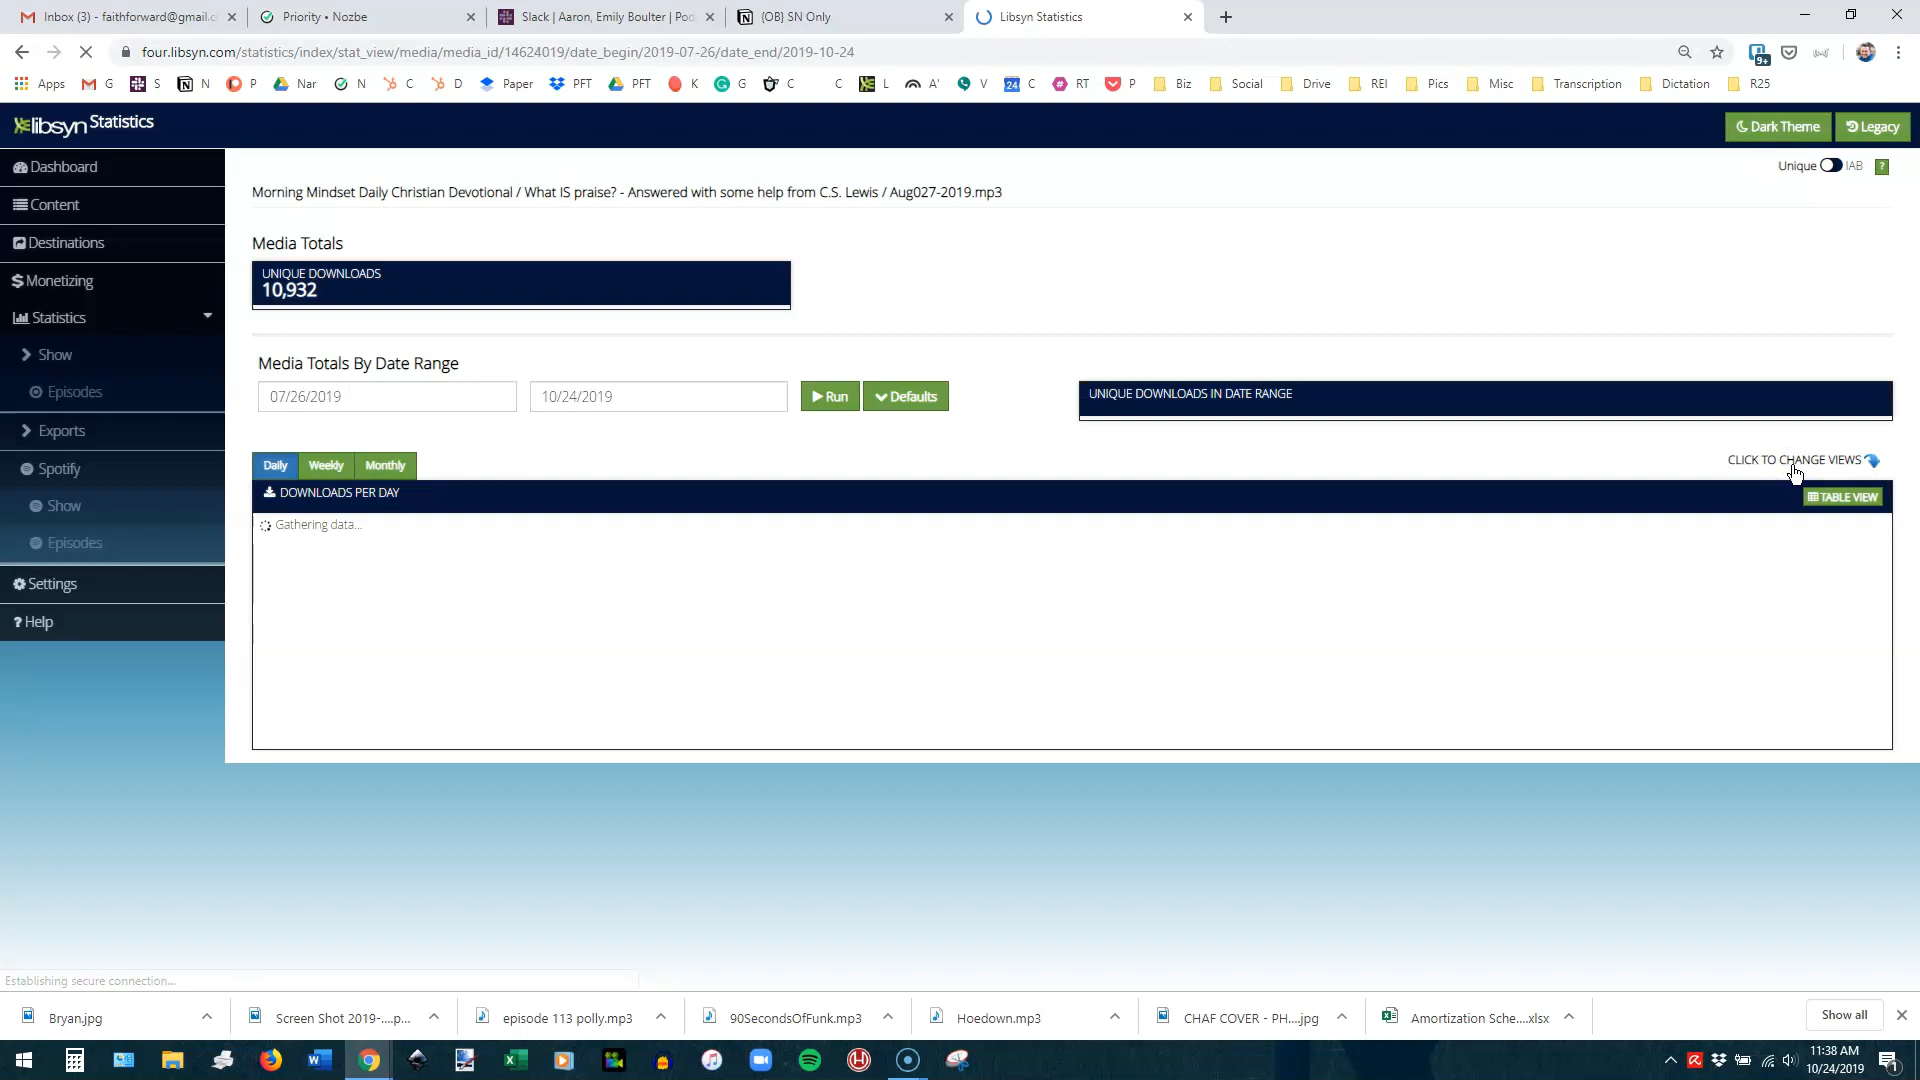 Inbox (3) - faithforward@gmail.c
Priority • Nozbe
Slack | Aaron, Emily Boulter | Pod
{OB} SN Only
Libsyn Statistics
four.libsyn.com/statistics/index/stat_view/media/media_id/14624019/date_begin/2019-07-26/date_end/2019-10-24
9+
Apps G S N P Nar N C D Paper PFT PFT K G C C L A' V 24 C RT P Biz Social Drive REI Pics Misc Transcription Dictation R25
libsyn Statistics
Dark Theme
Legacy
Dashboard
Content
Destinations
Monetizing
Statistics
Show
Episodes
Exports
Spotify
Show
Episodes
Settings
? Help
Unique IAB ?
Morning Mindset Daily Christian Devotional / What IS praise? - Answered with some help from C.S. Lewis / Aug027-2019.mp3
Media Totals
UNIQUE DOWNLOADS
10,932
Media Totals By Date Range
07/26/2019
10/24/2019
Run
Defaults
UNIQUE DOWNLOADS IN DATE RANGE
Daily Weekly Monthly
CLICK TO CHANGE VIEWS
DOWNLOADS PER DAY
TABLE VIEW
Gathering data...
Establishing secure connection...
Bryan.jpg
Screen Shot 2019-....p...
episode 113 polly.mp3
90SecondsOfFunk.mp3
Hoedown.mp3
CHAF COVER - PH....jpg
Amortization Sche....xlsx
Show all
11:38 AM
10/24/2019
1